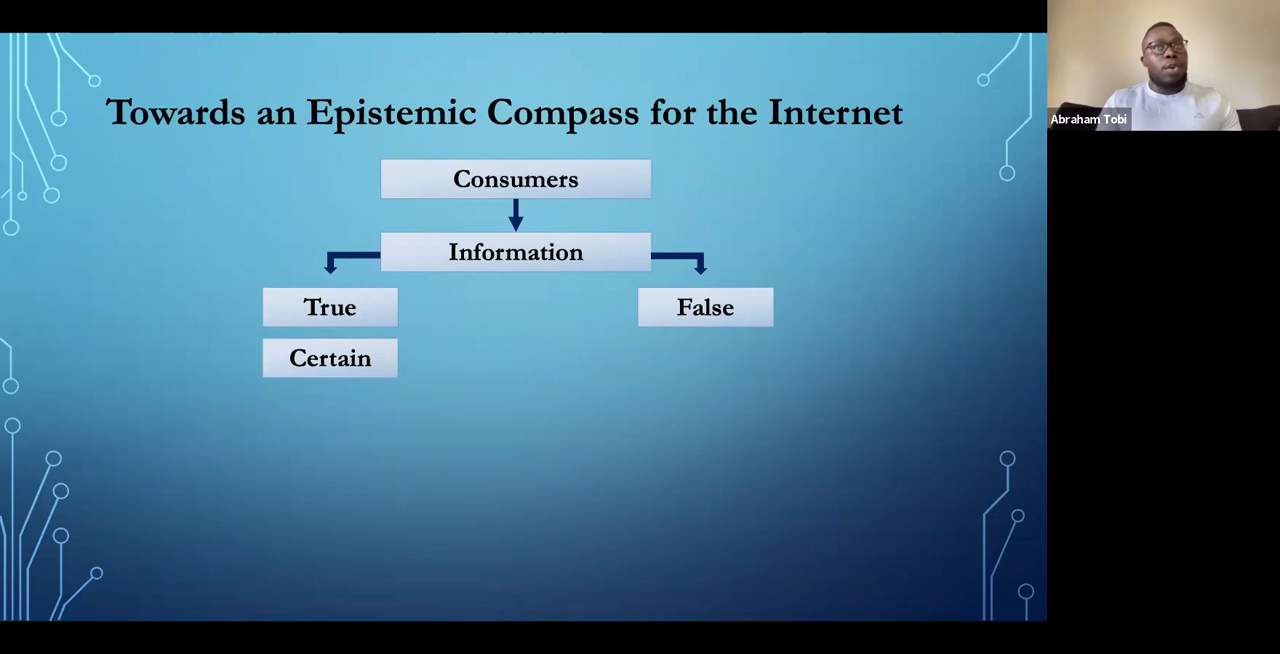 Towards an Epistemic Compass for the Internet
Abraham Tobi
Consumers
Information
True
False
Certain